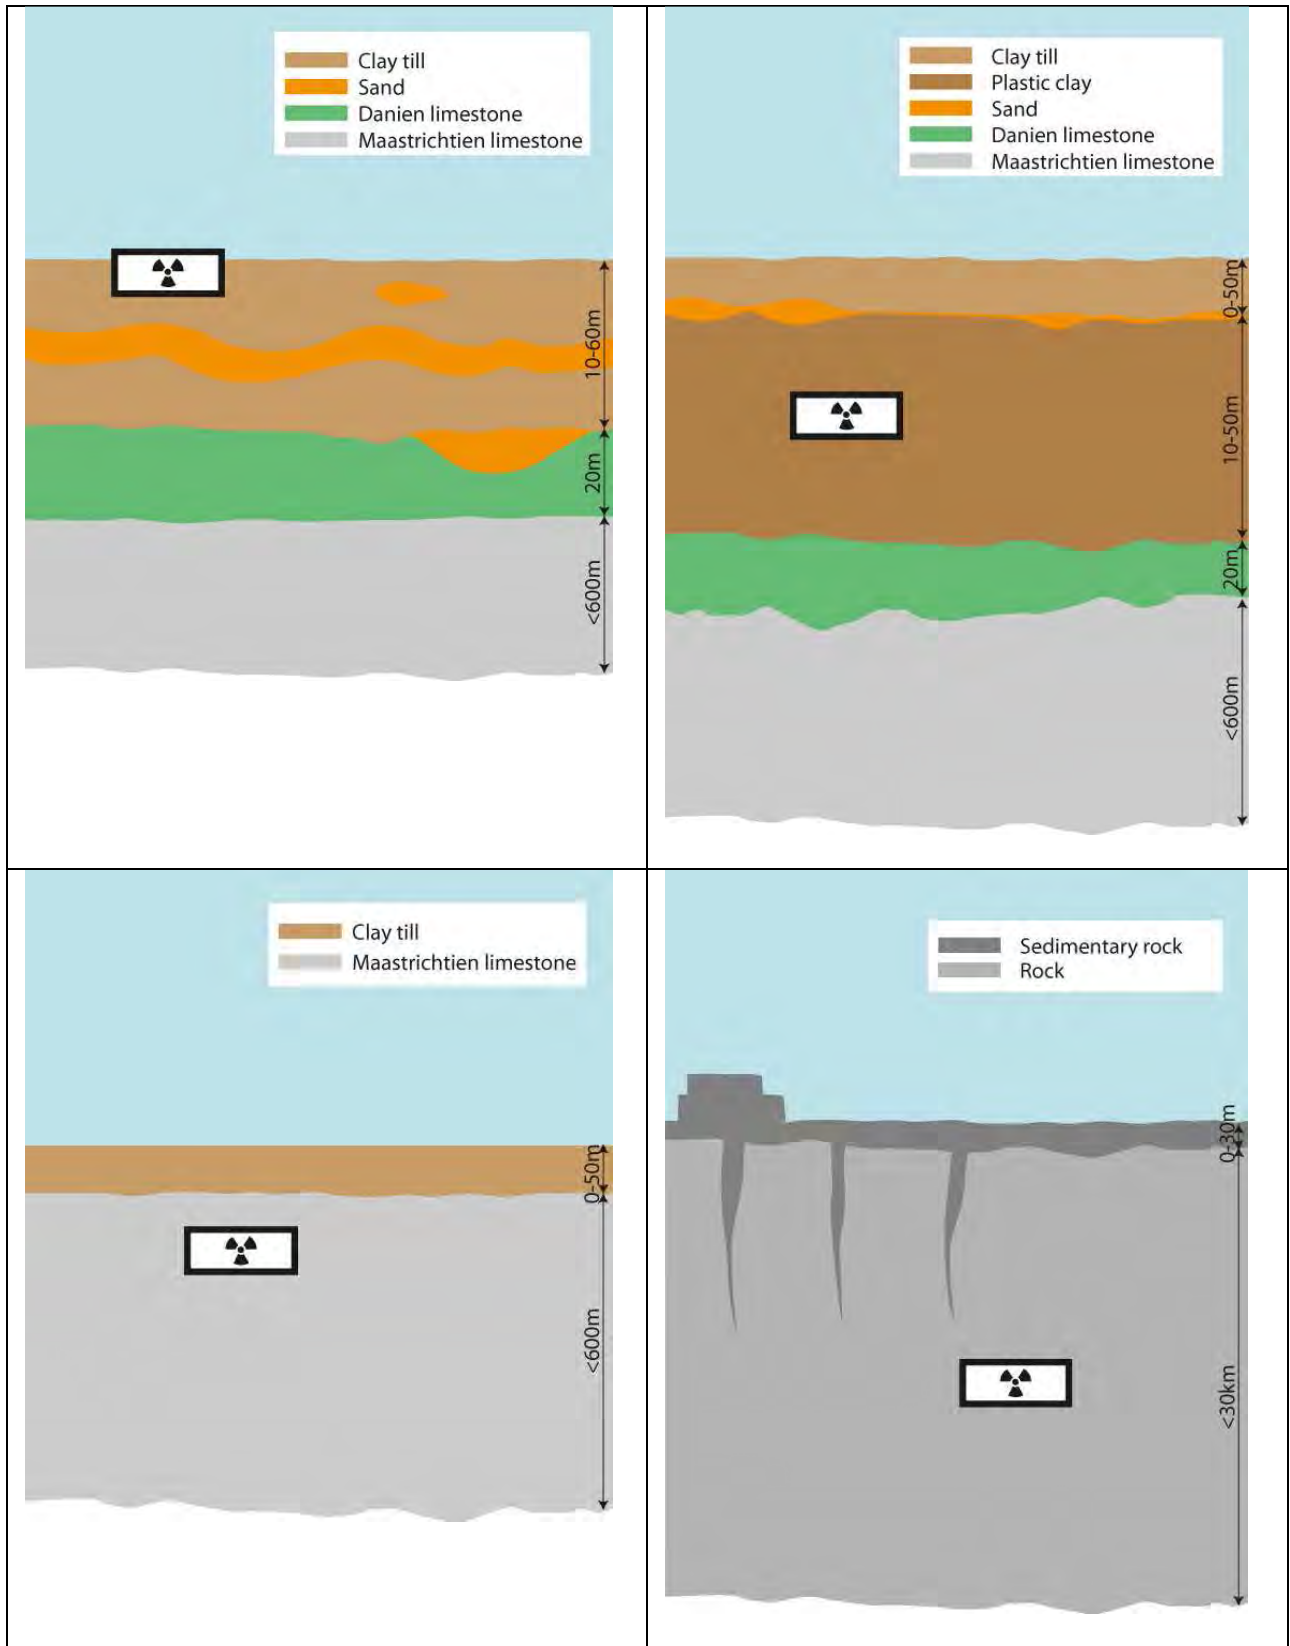 Clay till
Sand
Danien limestone
Maastrichtien limestone
10-60m
20m
<600m
Clay till
Plastic clay
Sand
Danien limestone
Maastrichtien limestone
0-50m
10-50m
20m
<600m
Clay till
Maastrichtien limestone
0-50m
<600m
Sedimentary rock
Rock
0-30m
<30km